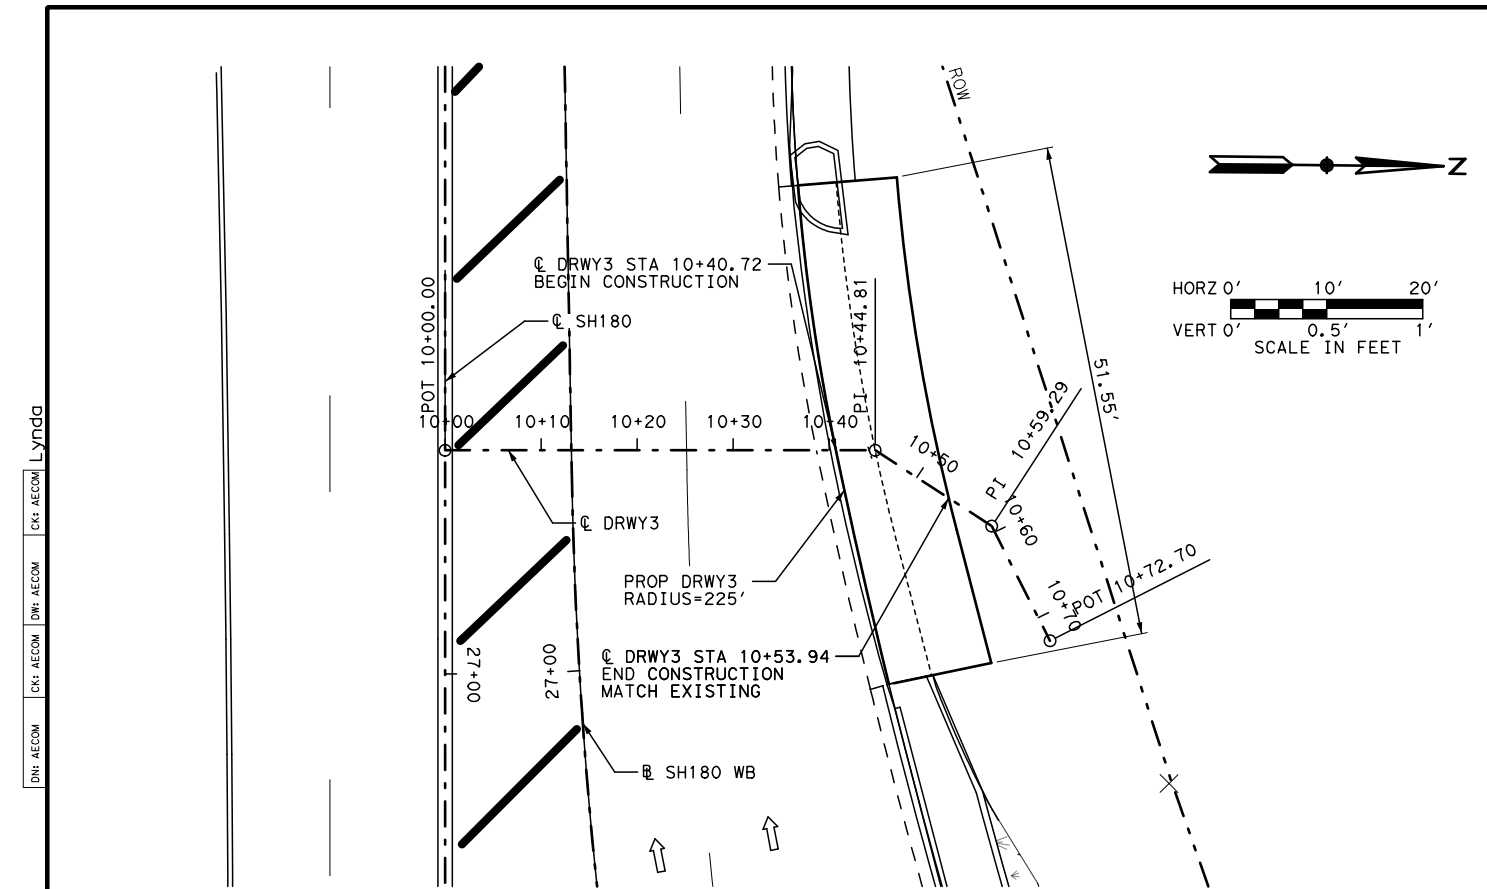 ROW
Z
HORZ 0' 10' 20'
VERT 0' 0.5' 1'
SCALE IN FEET
℄ DRWY3 STA 10+40.72
BEGIN CONSTRUCTION
POT 10+00.00
℄ SH180
PI 10+44.81
51.55'
10+00 10+10 10+20 10+30 10+40
10+50
PI 10+59.29
10+60
℄ DRWY3
PROP DRWY3
RADIUS=225'
10+70
POT 10+72.70
℄ DRWY3 STA 10+53.94
END CONSTRUCTION
MATCH EXISTING
27+00
27+00
BL SH180 WB
Lynda
CK: AECOM
DW: AECOM
CK: AECOM
DN: AECOM